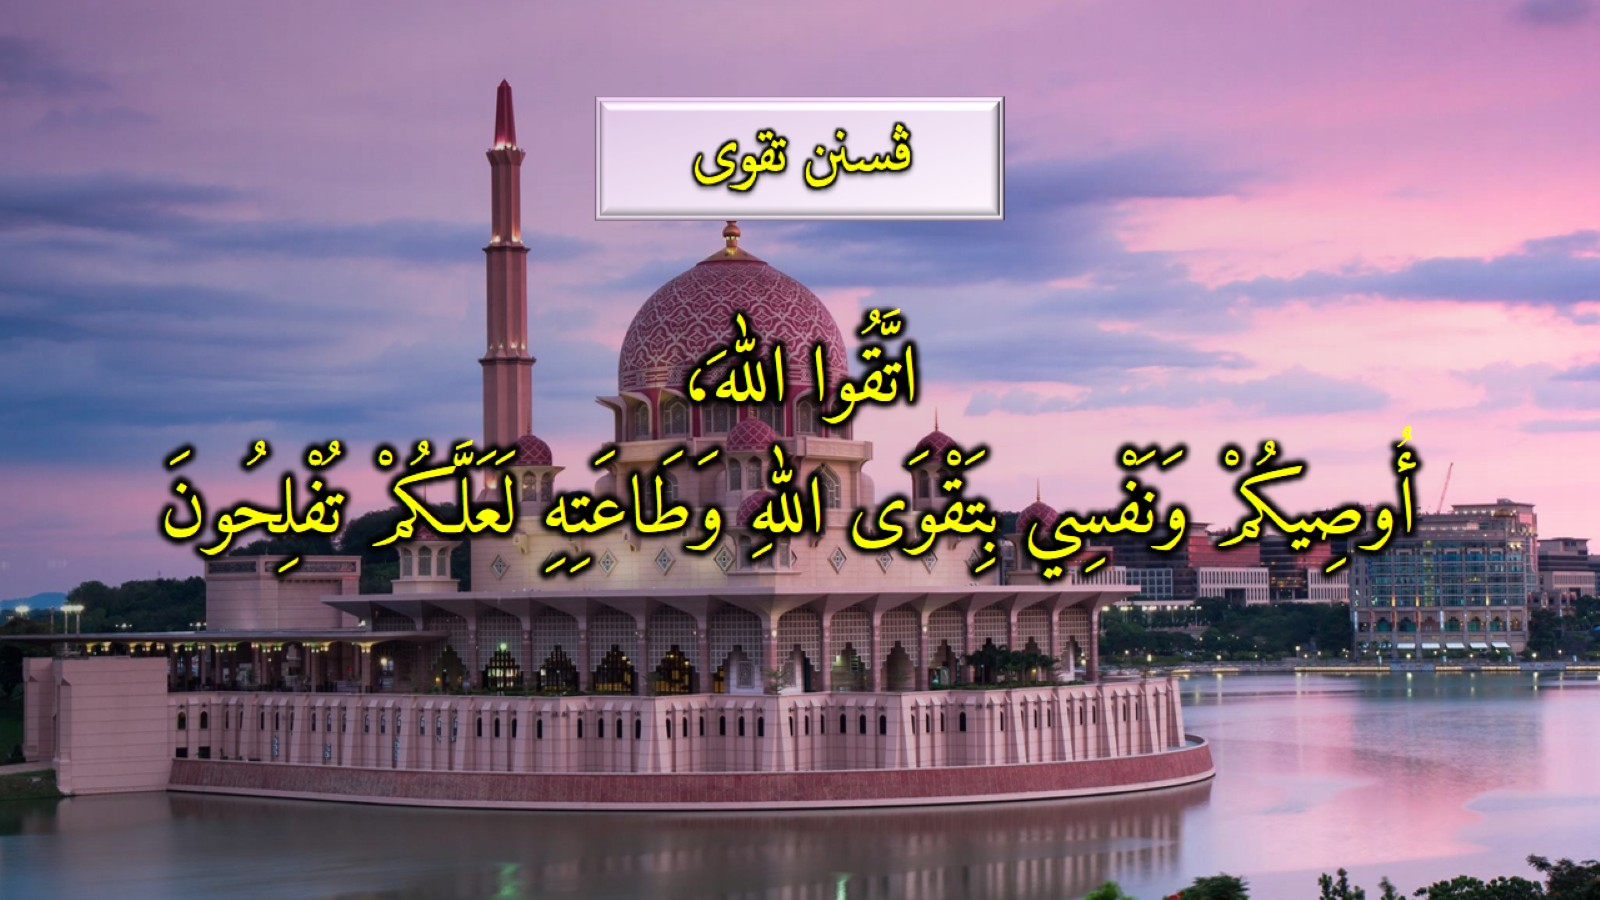 ڤسنن تقوى
اتَّقُوا اللهَ،
أُوصِيكُمْ وَنَفْسِي بِتَقْوَى اللهِ وَطَاعَتِهِ لَعَلَّكُمْ تُفْلِحُونَ